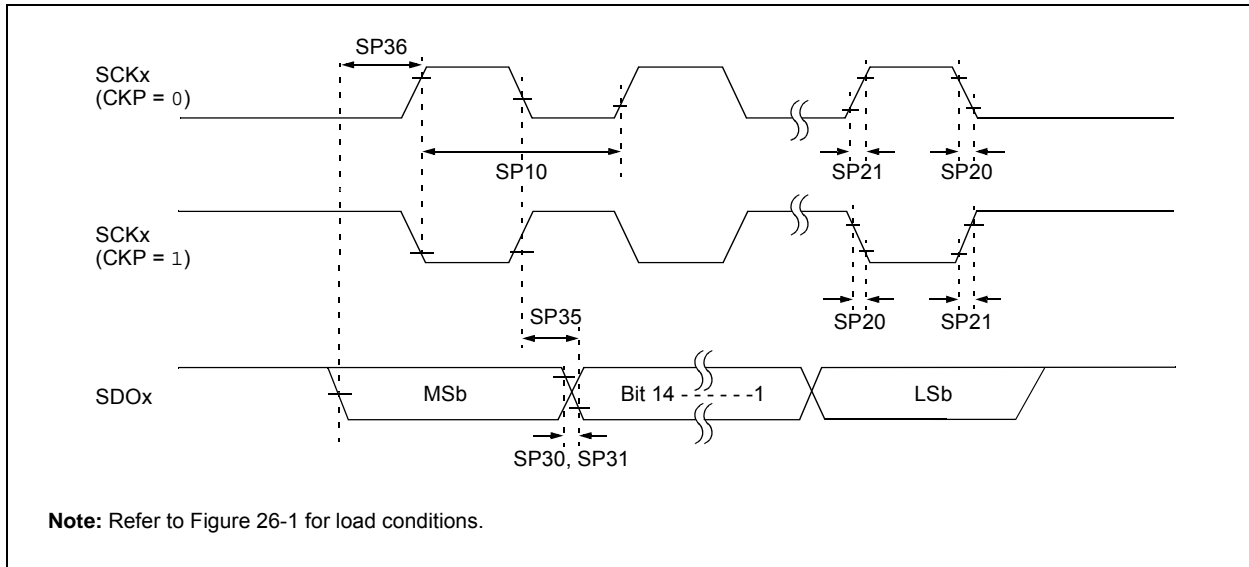 SP36
SCKx
(CKP = 0)
SP10
SP21
SP20
SCKx
(CKP = 1)
SP35
SP20
SP21
SDOx
MSb
Bit 14 - - - - - -1
LSb
SP30, SP31
Note: Refer to Figure 26-1 for load conditions.